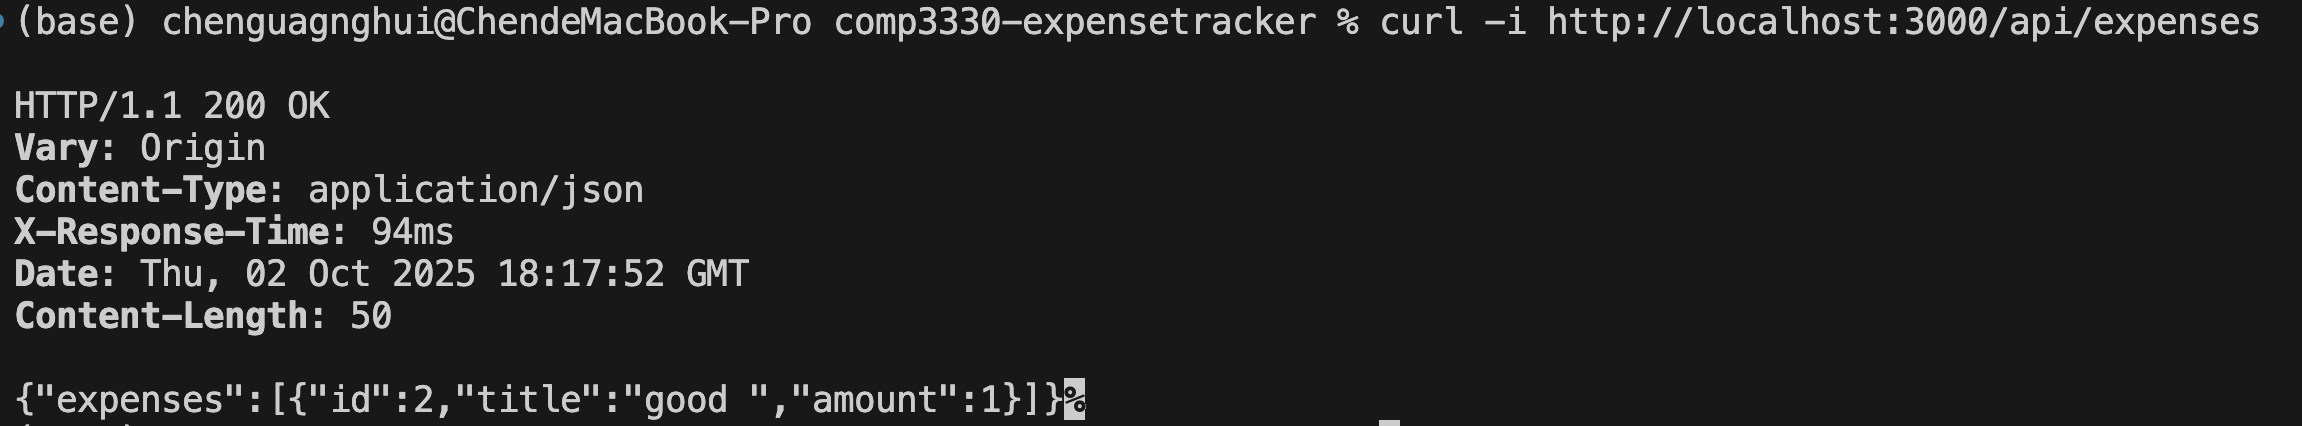 (base) chenguagnghui@ChendeMacBook-Pro comp3330-expensetracker % curl -i http://localhost:3000/api/expenses
HTTP/1.1 200 OK
Vary: Origin
Content-Type: application/json
X-Response-Time: 94ms
Date: Thu, 02 Oct 2025 18:17:52 GMT
Content-Length: 50
{"expenses":[{"id":2,"title":"good ","amount":1}]}%